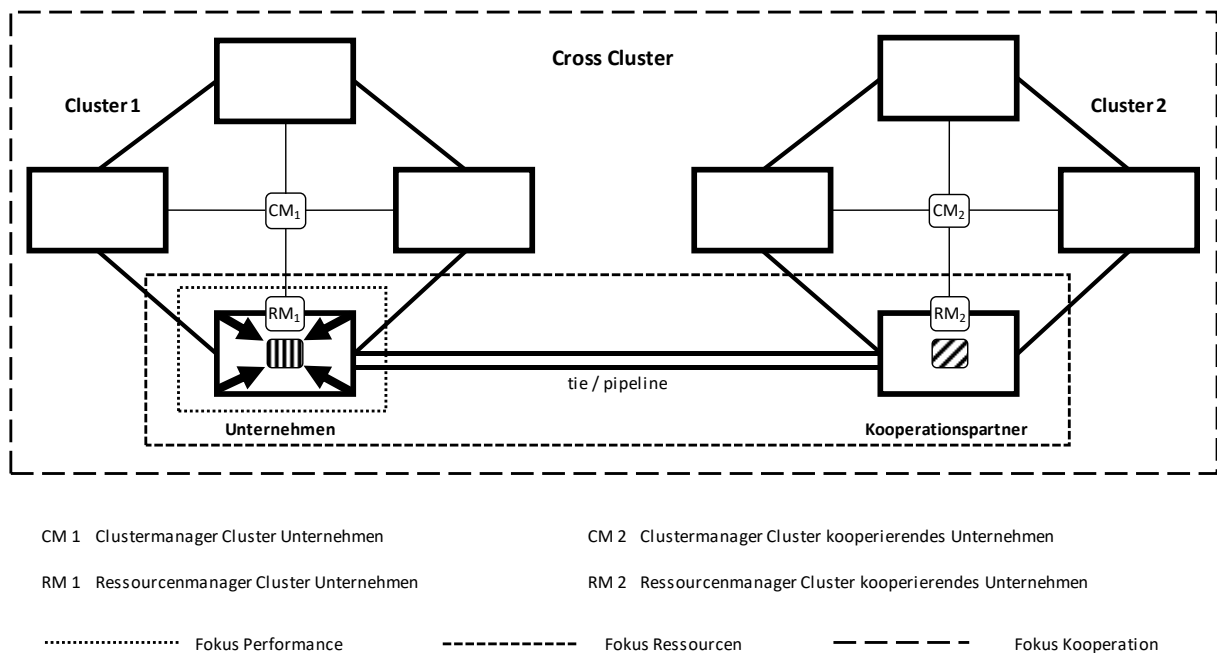 Cross Cluster
Cluster 1
Cluster 2
CM₁
CM₂
RM₁
RM₂
tie / pipeline
Unternehmen
Kooperationspartner
CM 1 Clustermanager Cluster Unternehmen
CM 2 Clustermanager Cluster kooperierendes Unternehmen
RM 1 Ressourcenmanager Cluster Unternehmen
RM 2 Ressourcenmanager Cluster kooperierendes Unternehmen
Fokus Performance
Fokus Ressourcen
Fokus Kooperation